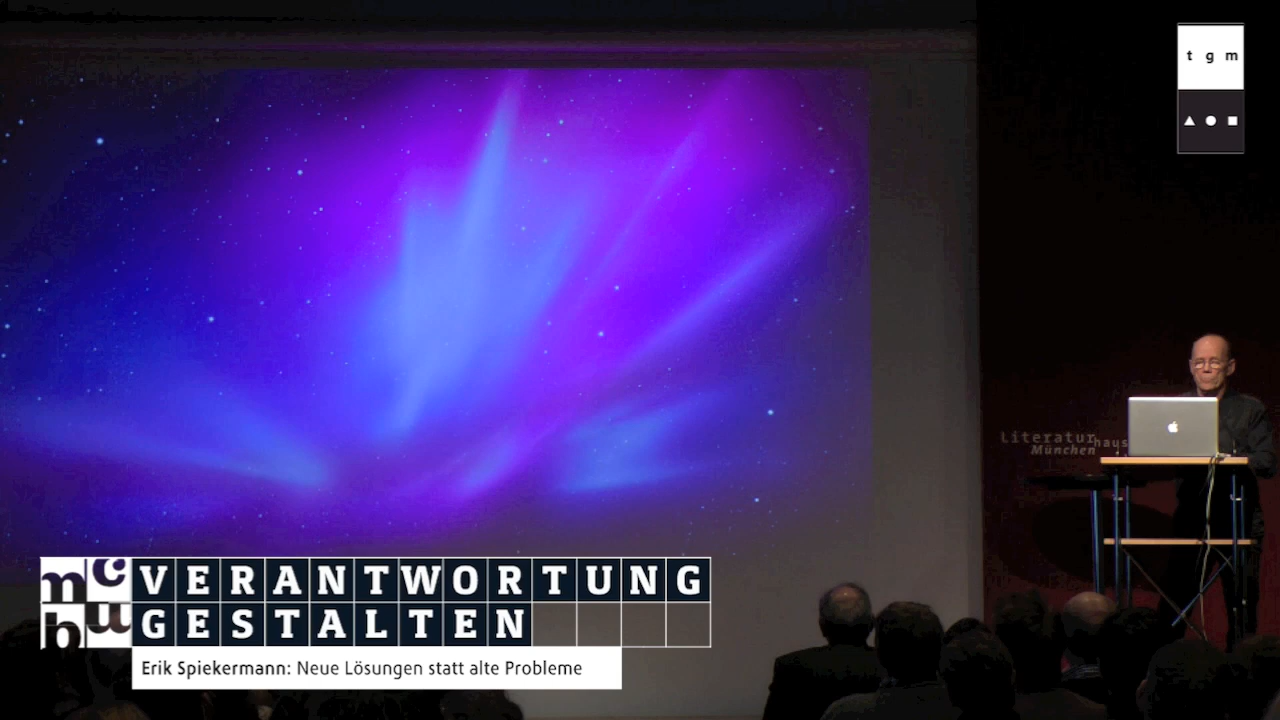 t g m
Literaturhaus
München
m c
b w
VERANTWORTUNG
GESTALTEN
Erik Spiekermann: Neue Lösungen statt alte Probleme